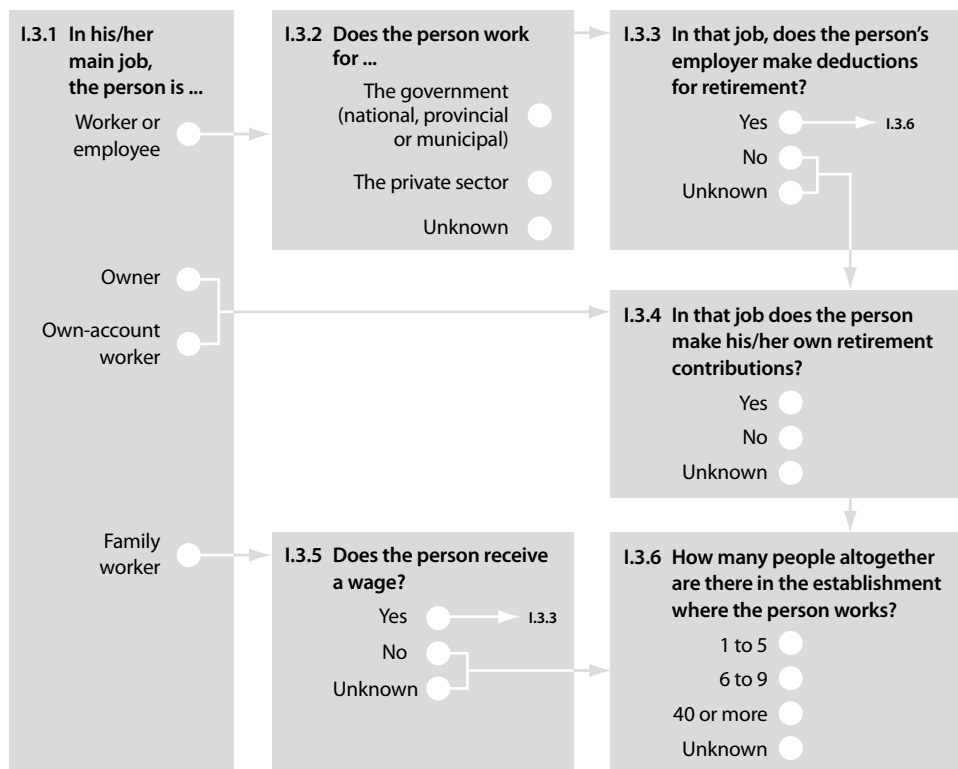 I.3.1 In his/her
main job,
the person is ...
Worker or
employee
Owner
Own-account
worker
Family
worker
I.3.2 Does the person work
for ...
The government
(national, provincial
or municipal)
The private sector
Unknown
I.3.3 In that job, does the person's
employer make deductions
for retirement?
Yes I.3.6
No
Unknown
I.3.4 In that job does the person
make his/her own retirement
contributions?
Yes
No
Unknown
I.3.5 Does the person receive
a wage?
Yes I.3.3
No
Unknown
I.3.6 How many people altogether
are there in the establishment
where the person works?
1 to 5
6 to 9
40 or more
Unknown